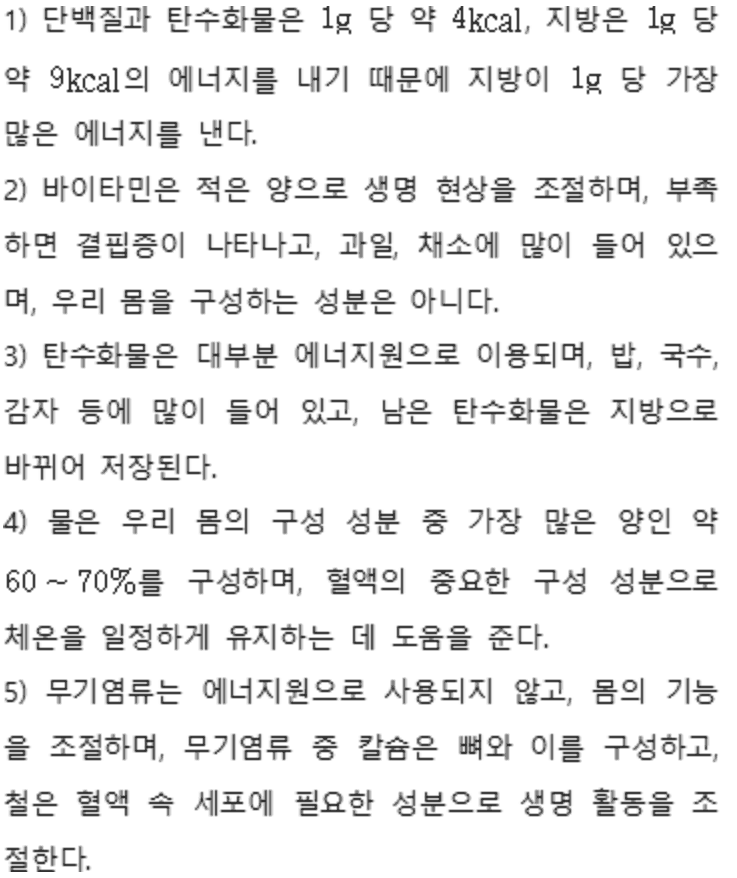 1) 단백질과 탄수화물은 1g 당 약 4kcal, 지방은 1g 당
약 9kcal의 에너지를 내기 때문에 지방이 1g 당 가장
많은 에너지를 낸다.
2) 바이타민은 적은 양으로 생명 현상을 조절하며, 부족
하면 결핍증이 나타나고, 과일, 채소에 많이 들어 있으
며, 우리 몸을 구성하는 성분은 아니다.
3) 탄수화물은 대부분 에너지원으로 이용되며, 밥, 국수,
감자 등에 많이 들어 있고, 남은 탄수화물은 지방으로
바뀌어 저장된다.
4) 물은 우리 몸의 구성 성분 중 가장 많은 양인 약
60 ~ 70%를 구성하며, 혈액의 중요한 구성 성분으로
체온을 일정하게 유지하는 데 도움을 준다.
5) 무기염류는 에너지원으로 사용되지 않고, 몸의 기능
을 조절하며, 무기염류 중 칼슘은 뼈와 이를 구성하고,
철은 혈액 속 세포에 필요한 성분으로 생명 활동을 조
절한다.